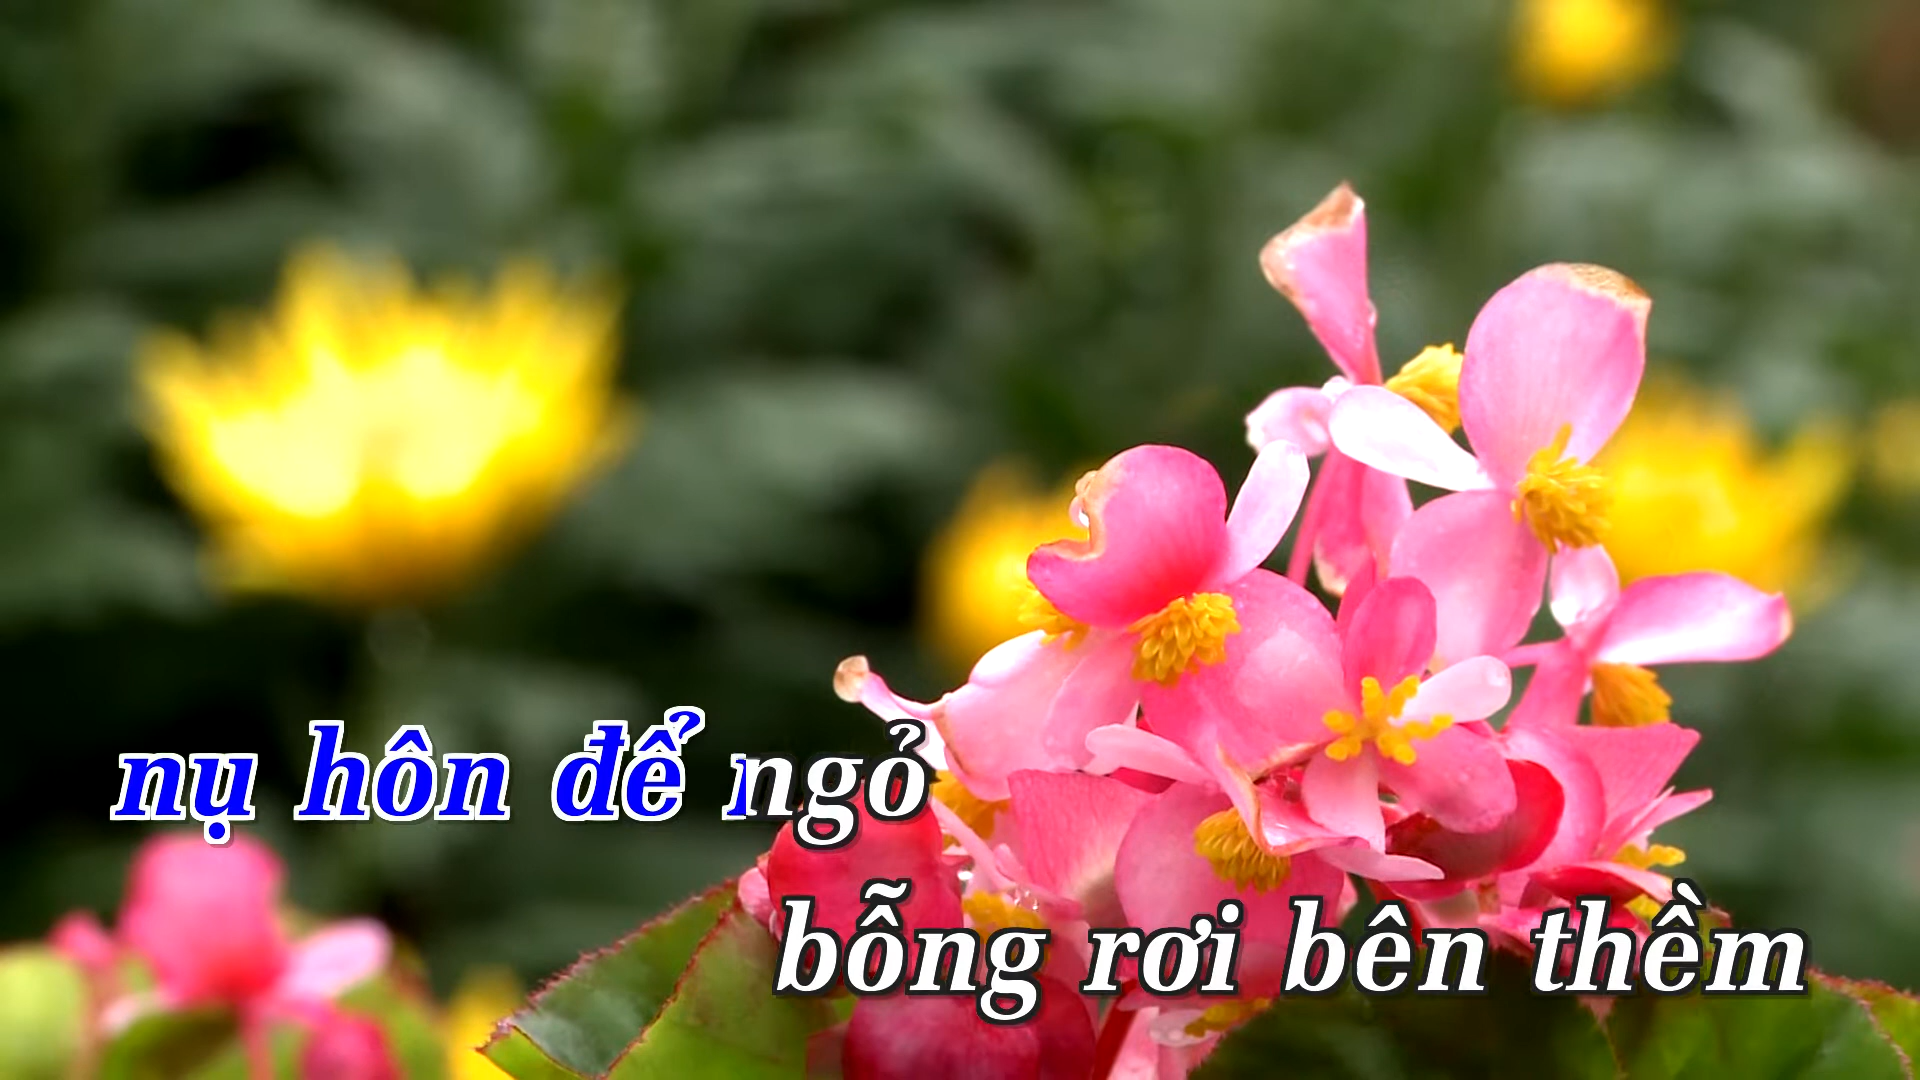 nụ hôn để ngỏ
bỗng rơi bên thềm